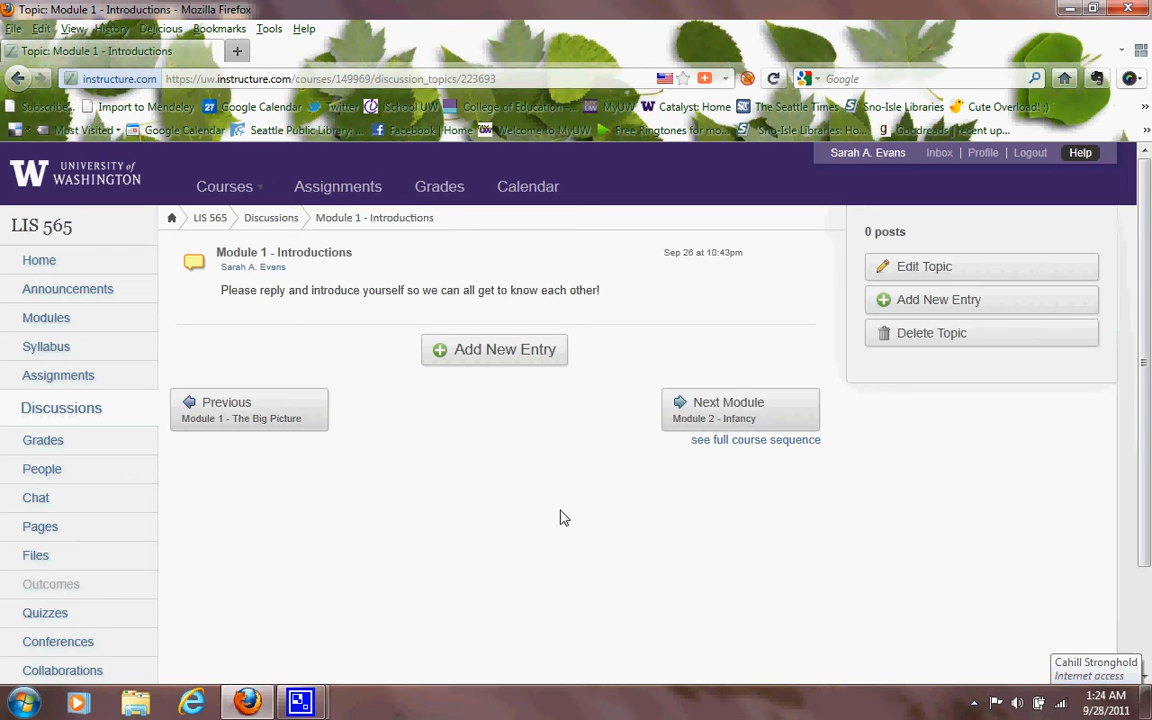 Topic: Module 1 - Introductions - Mozilla Firefox
File Edit View History Delicious Bookmarks Tools Help
Topic: Module 1 - Introductions
instructure.com https://uw.instructure.com/courses/149969/discussion_topics/223693
Google
Subscribe... Import to Mendeley 27 Google Calendar Twitter School UW College of Education -... MyUW Catalyst: Home The Seattle Times Sno-Isle Libraries Cute Overload! :)
Most Visited Google Calendar Seattle Public Library... Facebook | Home Welcome to MyUW Free Ringtones for mo... Sno-Isle Libraries: Ho... Goodreads | recent up...
Sarah A. Evans Inbox Profile Logout Help
W UNIVERSITY of WASHINGTON
Courses Assignments Grades Calendar
LIS 565
LIS 565 Discussions Module 1 - Introductions
Home
Announcements
Modules
Syllabus
Assignments
Discussions
Grades
People
Chat
Pages
Files
Outcomes
Quizzes
Conferences
Collaborations
Module 1 - Introductions Sep 26 at 10:43pm
Sarah A. Evans
Please reply and introduce yourself so we can all get to know each other!
Add New Entry
Previous
Module 1 - The Big Picture
Next Module
Module 2 - Infancy
see full course sequence
0 posts
Edit Topic
Add New Entry
Delete Topic
Cahill Stronghold
Internet access
1:24 AM
9/28/2011